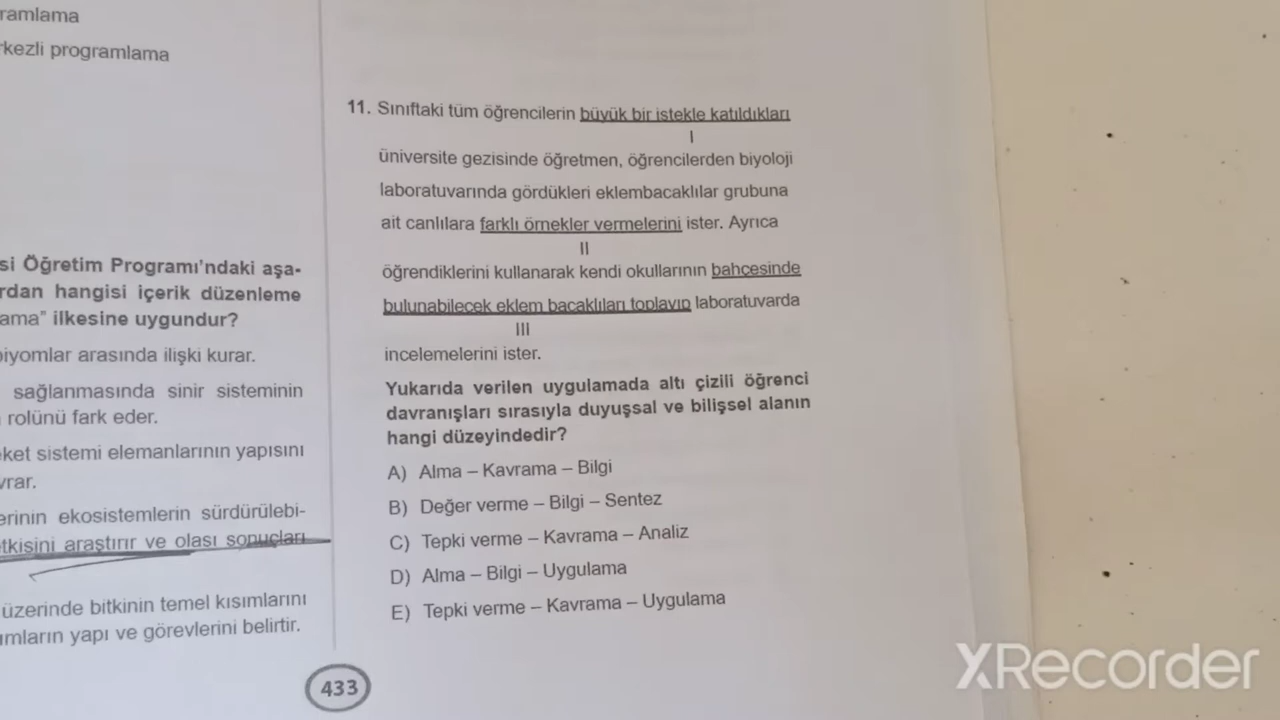 ramlama
rkezli programlama
si Öğretim Programı'ndaki aşa-
rdan hangisi içerik düzenleme
ama" ilkesine uygundur?
biyomlar arasında ilişki kurar.
sağlanmasında sinir sisteminin
rolünü fark eder.
ket sistemi elemanlarının yapısını
vrar.
erinin ekosistemlerin sürdürülebi-
tkisini araştırır ve olası sonuçları
üzerinde bitkinin temel kısımlarını
ımların yapı ve görevlerini belirtir.
433
11. Sınıftaki tüm öğrencilerin büyük bir istekle katıldıkları
I
üniversite gezisinde öğretmen, öğrencilerden biyoloji
laboratuvarında gördükleri eklembacaklılar grubuna
ait canlılara farklı örnekler vermelerini ister. Ayrıca
II
öğrendiklerini kullanarak kendi okullarının bahçesinde
bulunabilecek eklem bacaklıları toplayıp laboratuvarda
III
incelemelerini ister.
Yukarıda verilen uygulamada altı çizili öğrenci
davranışları sırasıyla duyuşsal ve bilişsel alanın
hangi düzeyindedir?
A) Alma – Kavrama – Bilgi
B) Değer verme – Bilgi – Sentez
C) Tepki verme – Kavrama – Analiz
D) Alma – Bilgi – Uygulama
E) Tepki verme – Kavrama – Uygulama
XRecorder